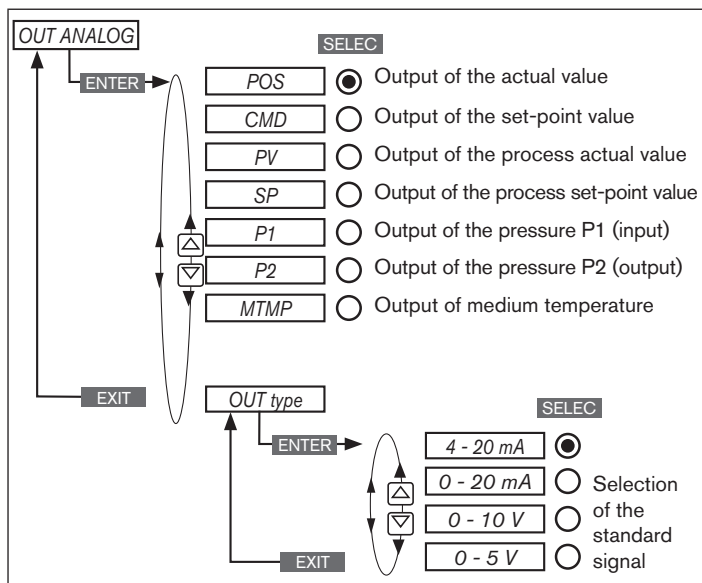 OUT ANALOG
SELEC
ENTER
POS Output of the actual value
CMD Output of the set-point value
PV Output of the process actual value
SP Output of the process set-point value
P1 Output of the pressure P1 (input)
P2 Output of the pressure P2 (output)
MTMP Output of medium temperature
EXIT
OUT type
SELEC
ENTER
4 - 20 mA
0 - 20 mA
0 - 10 V
0 - 5 V
Selection
of the
standard
signal
EXIT